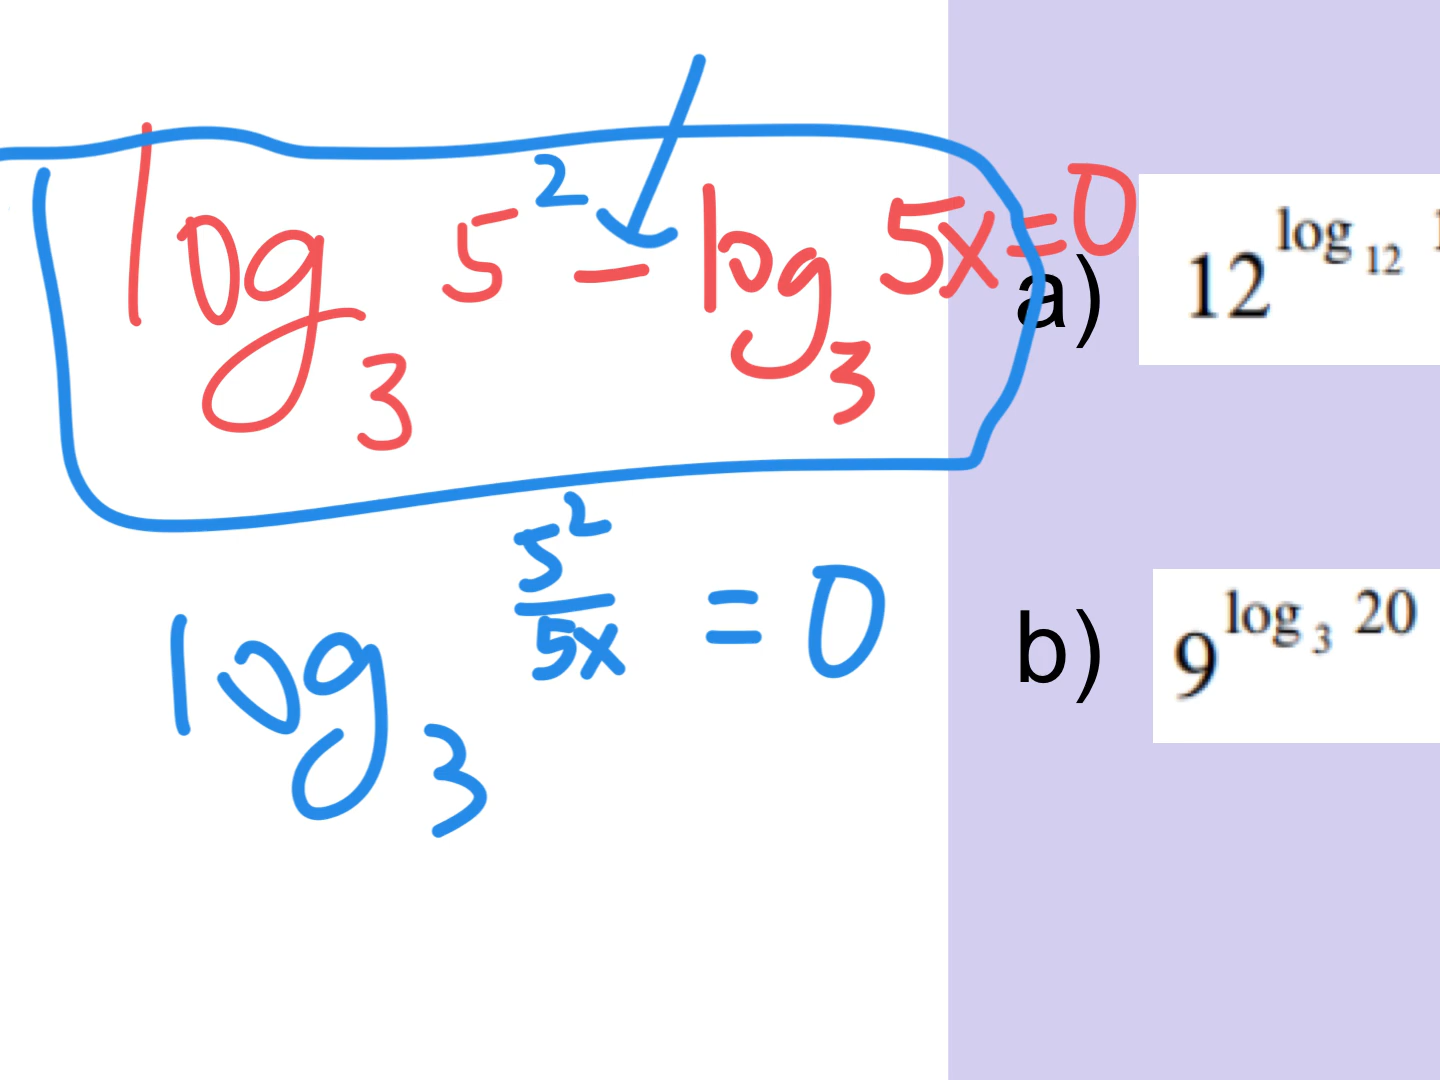 log₃ 5² - log₃ 5x = 0
a) 12^(log₁₂
log₃ 5²/5x = 0
b) 9^(log₃ 20)